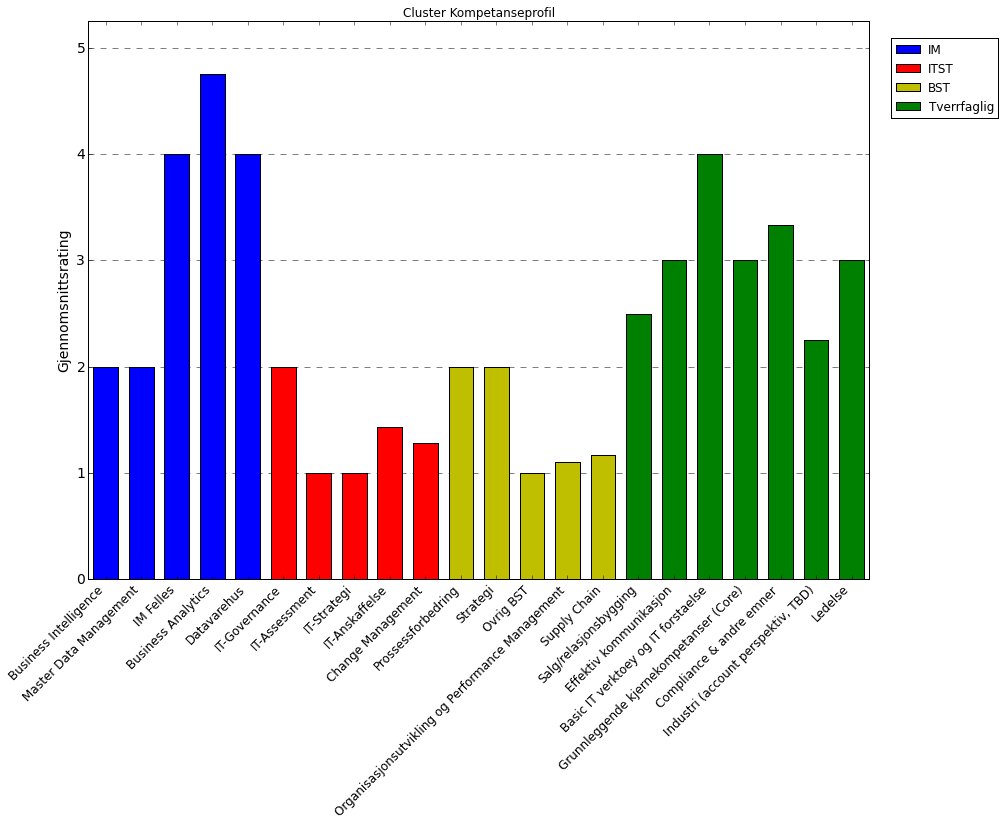 Cluster Kompetanseprofil
IM
ITST
BST
Tverrfaglig
Gjennomsnittsrating
5
4
3
2
1
0
Business Intelligence
Master Data Management
IM Felles
Business Analytics
Datavarehus
IT-Governance
IT-Assessment
IT-Strategi
IT-Anskaffelse
Change Management
Prossessforbedring
Strategi
Ovrig BST
Organisasjonsutvikling og Performance Management
Supply Chain
Salg/relasjonsbygging
Effektiv kommunikasjon
Basic IT verktoey og IT forstaelse
Grunnleggende kjernekompetanser (Core)
Compliance & andre emner
Industri (account perspektiv, TBD)
Ledelse